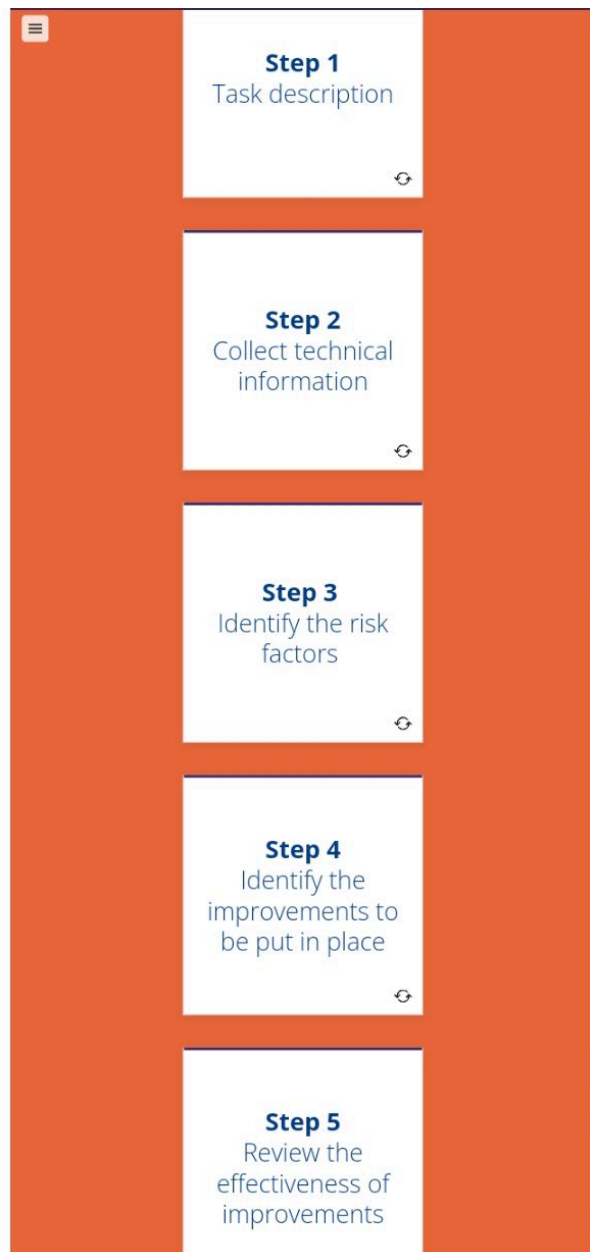 Step 1
Task description
Step 2
Collect technical
information
Step 3
Identify the risk
factors
Step 4
Identify the
improvements to
be put in place
Step 5
Review the
effectiveness of
improvements